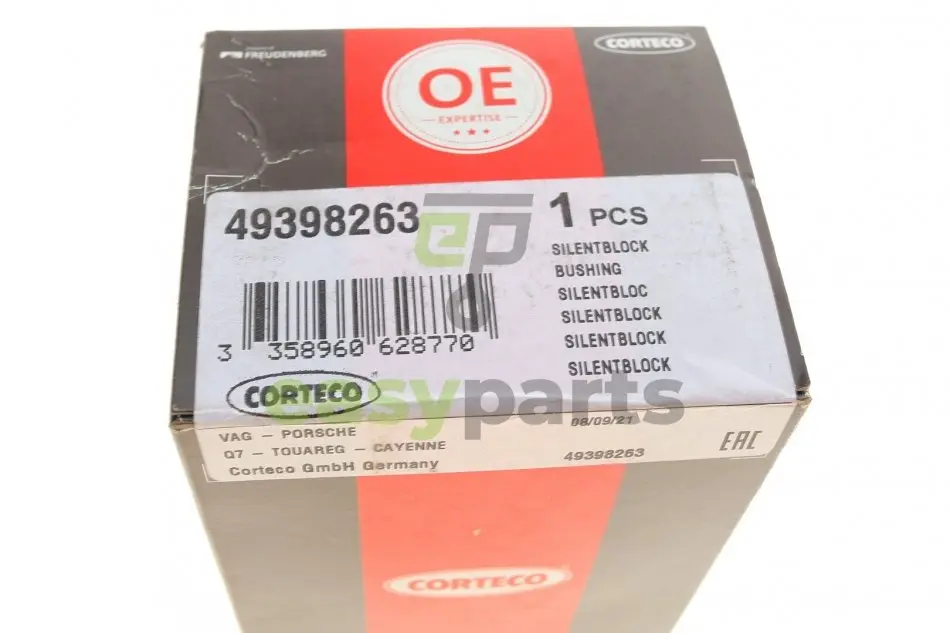 FREUDENBERG
CORTECO
OE
EXPERTISE
49398263
1 PCS
SILENTBLOCK
BUSHING
SILENTBLOC
SILENTBLOCK
SILENTBLOCK
SILENTBLOCK
3 358960 628770
CORTECO
ep
easyparts
VAG - PORSCHE
Q7 - TOUAREG - CAYENNE
Corteco GmbH Germany
08/09/21
49398263
EAC
CORTECO